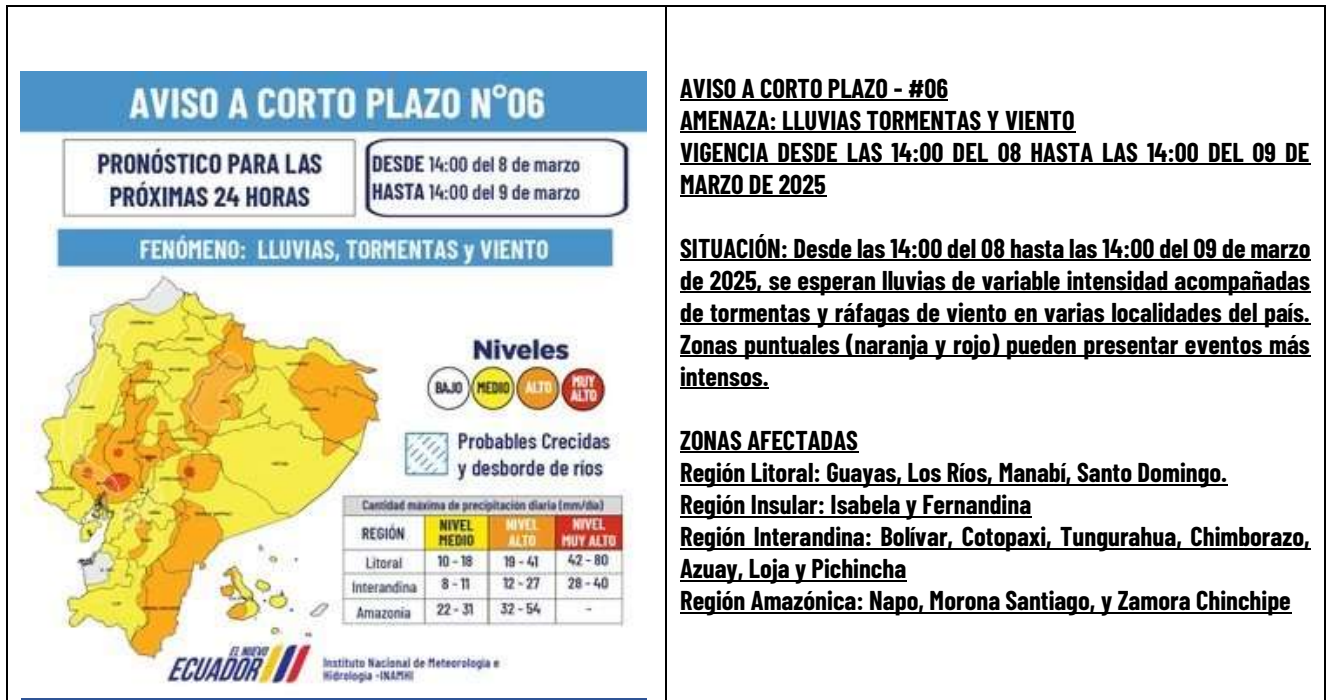 AVISO A CORTO PLAZO N°06
PRONÓSTICO PARA LAS
PRÓXIMAS 24 HORAS
DESDE 14:00 del 8 de marzo
HASTA 14:00 del 9 de marzo
FENÓMENO: LLUVIAS, TORMENTAS y VIENTO
Niveles
BAJO MEDIO ALTO MUY ALTO
Probables Crecidas
y desborde de ríos
Cantidad máxima de precipitación diaria (mm/día)
REGIÓN NIVEL MEDIO NIVEL ALTO NIVEL MUY ALTO
Litoral 10 - 18 19 - 41 42 - 80
Interandina 8 - 11 12 - 27 28 - 40
Amazonia 22 - 31 32 - 54 -
EL NUEVO
ECUADOR
Instituto Nacional de Meteorología e
Hidrología -INAMHI
AVISO A CORTO PLAZO - #06
AMENAZA: LLUVIAS TORMENTAS Y VIENTO
VIGENCIA DESDE LAS 14:00 DEL 08 HASTA LAS 14:00 DEL 09 DE
MARZO DE 2025
SITUACIÓN: Desde las 14:00 del 08 hasta las 14:00 del 09 de marzo
de 2025, se esperan lluvias de variable intensidad acompañadas
de tormentas y ráfagas de viento en varias localidades del país.
Zonas puntuales (naranja y rojo) pueden presentar eventos más
intensos.
ZONAS AFECTADAS
Región Litoral: Guayas, Los Ríos, Manabí, Santo Domingo.
Región Insular: Isabela y Fernandina
Región Interandina: Bolívar, Cotopaxi, Tungurahua, Chimborazo,
Azuay, Loja y Pichincha
Región Amazónica: Napo, Morona Santiago, y Zamora Chinchipe